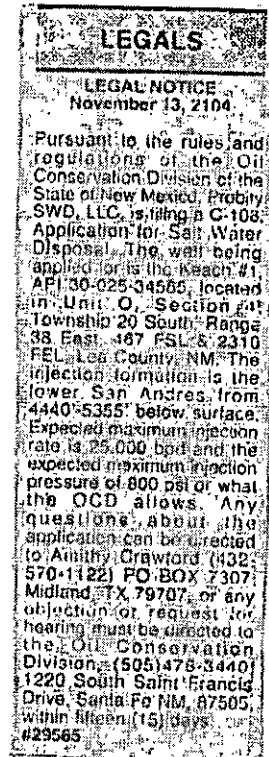 LEGALS
LEGAL NOTICE
November 13, 2104
Pursuant to the rules and
regulations of the Oil
Conservation Division of the
State of New Mexico, Probity
SWD, LLC, is filing a C-108,
Application for Salt Water
Disposal. The well being
applied for is the Keach #1,
API 30-025-34565, located
in Unit O, Section
Township 20 South, Range
38 East, 467 FSL & 2310
FEL, Lea County, NM. The
injection formation is the
lower San Andres, from
4440'-5355' below surface.
Expected maximum injection
rate is 25,000 bpd and the
expected maximum injection
pressure of 800 psi or what
the OCD allows. Any
questions about the
application can be directed
to Amithy Crawford (432-
570-1122) PO BOX 7307,
Midland, TX 79707, or any
objection or request for
hearing must be directed to
the Oil Conservation
Division, (505)476-3440
1220 South Saint Francis
Drive, Santa Fe NM, 87505,
within fifteen (15) days.
#29565